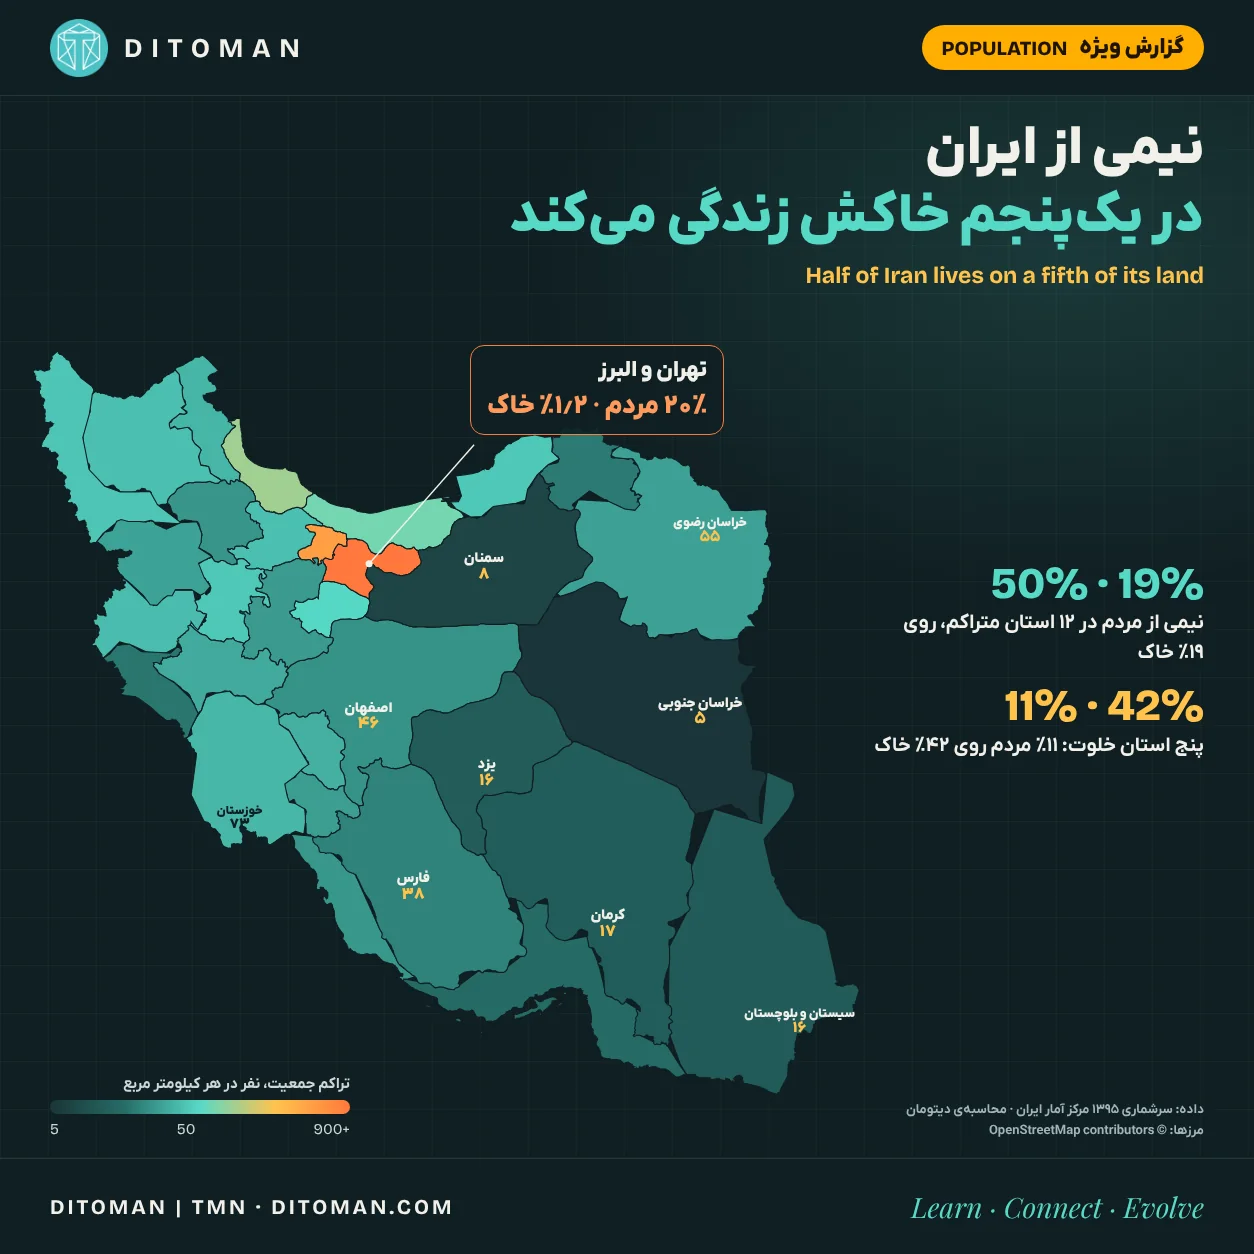 DITOMAN
گزارش ویژه POPULATION
نیمی از ایران
در یک‌پنجم خاکش زندگی می‌کند
Half of Iran lives on a fifth of its land
تهران و البرز
۲۰٪ مردم · ۱٫۲٪ خاک
خراسان رضوی
۵۵
سمنان
۸
50% · 19%
نیمی از مردم در ۱۲ استان متراکم، روی
۱۹٪ خاک
خراسان جنوبی
۵
اصفهان
۴۶
11% · 42%
پنج استان خلوت: ۱۱٪ مردم روی ۴۲٪ خاک
یزد
۱۶
خوزستان
۷۳
فارس
۳۸
کرمان
۱۷
سیستان و بلوچستان
۱۶
تراکم جمعیت، نفر در هر کیلومتر مربع
5 50 900+
داده: سرشماری ۱۳۹۵ مرکز آمار ایران · محاسبه‌ی دیتومان
مرزها: © OpenStreetMap contributors
DITOMAN | TMN · DITOMAN.COM
Learn · Connect · Evolve